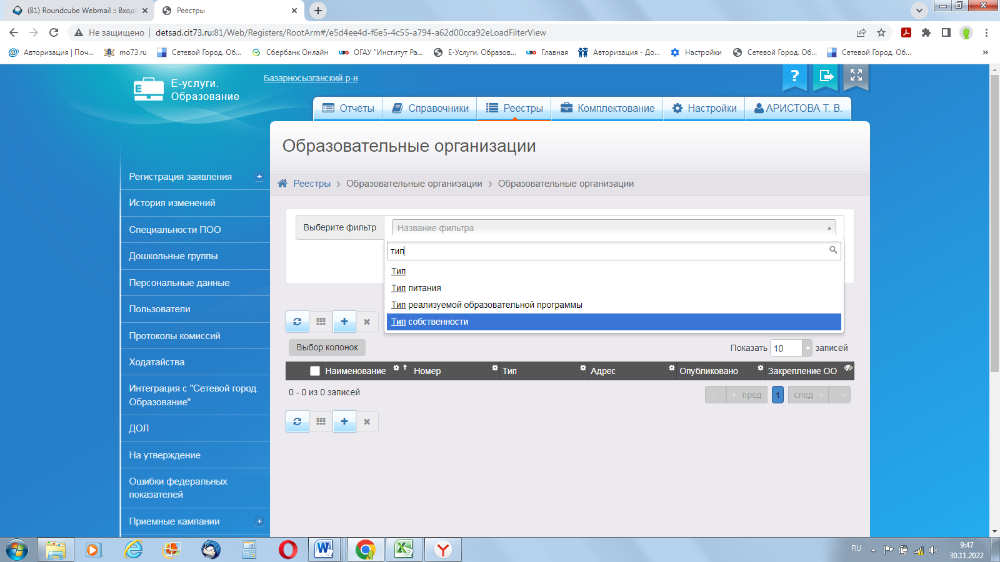 (81) Roundcube Webmail :: Вход
Реестры
Не защищено
detsad.cit73.ru:81/Web/Registers/RootArm#/e5d4ee4d-f6e5-4c55-a794-a62d00cca92eLoadFilterView
Авторизация | Поч...
mo73.ru
Сетевой Город. Об...
Сбербанк Онлайн
ОГАУ "Институт Ра...
Е-Услуги. Образов...
Главная
Авторизация - До...
Настройки
Сетевой Город. Об...
Сетевой Город. Об...
Е-услуги.
Образование
Базарносызганский р-н
Отчёты
Справочники
Реестры
Комплектование
Настройки
АРИСТОВА Т. В.
Образовательные организации
Реестры
Образовательные организации
Образовательные организации
Регистрация заявления
История изменений
Специальности ПОО
Дошкольные группы
Персональные данные
Пользователи
Протоколы комиссий
Ходатайства
Интеграция с "Сетевой город.
Образование"
ДОЛ
На утверждение
Ошибки федеральных
показателей
Приемные кампании
Выберите фильтр
Название фильтра
тип
Тип
Тип питания
Тип реализуемой образовательной программы
Тип собственности
Выбор колонок
Показать 10 записей
Наименование
Номер
Тип
Адрес
Опубликовано
Закрепление ОО
0 - 0 из 0 записей
пред
1
след
RU
9:47
30.11.2022